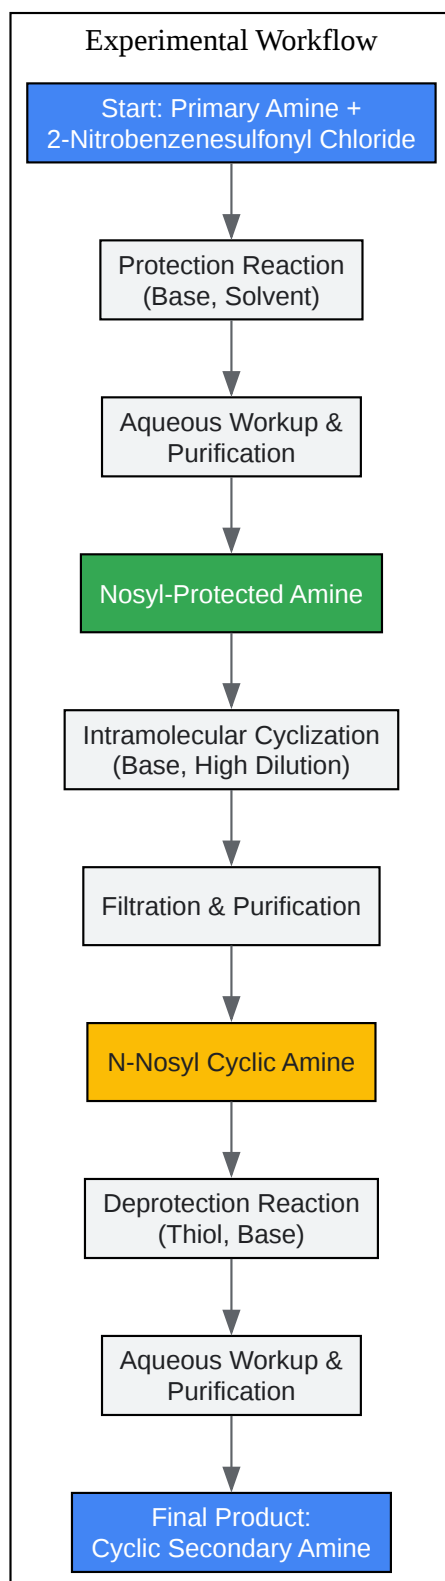 Experimental Workflow
Start: Primary Amine +
2-Nitrobenzenesulfonyl Chloride
Protection Reaction
(Base, Solvent)
Aqueous Workup &
Purification
Nosyl-Protected Amine
Intramolecular Cyclization
(Base, High Dilution)
Filtration & Purification
N-Nosyl Cyclic Amine
Deprotection Reaction
(Thiol, Base)
Aqueous Workup &
Purification
Final Product:
Cyclic Secondary Amine